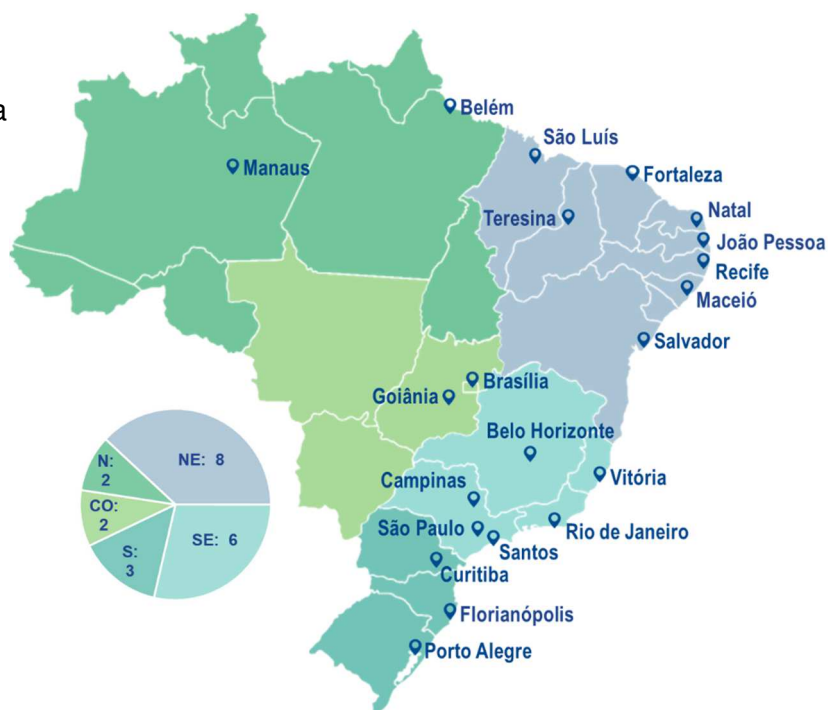 a
Belém
São Luís
Manaus
Fortaleza
Teresina
Natal
João Pessoa
Recife
Maceió
Salvador
Brasília
Goiânia
Belo Horizonte
Vitória
Campinas
São Paulo
Rio de Janeiro
Santos
Curitiba
Florianópolis
Porto Alegre
NE: 8
N:
2
CO:
2
SE: 6
S:
3